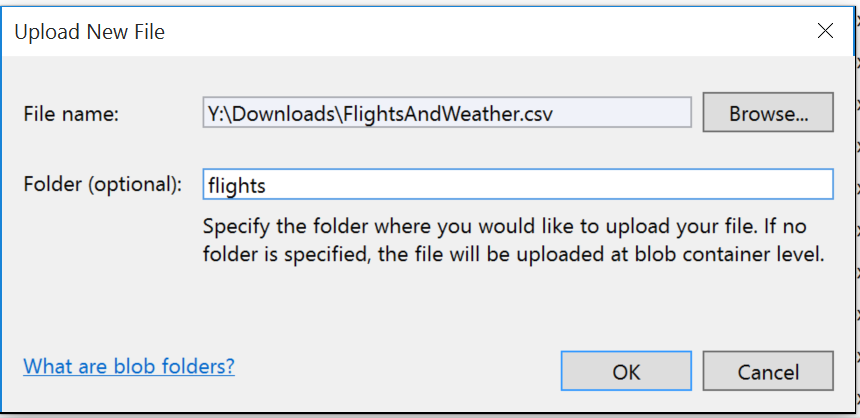 Upload New File
File name:
Y:\Downloads\FlightsAndWeather.csv
Browse...
Folder (optional):
flights
Specify the folder where you would like to upload your file. If no
folder is specified, the file will be uploaded at blob container level.
What are blob folders?
OK
Cancel